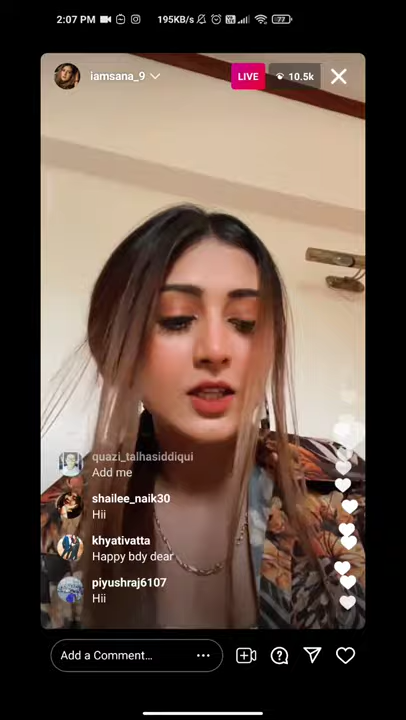 2:07 PM 195KB/s 77
iamsana_9 LIVE 10.5k
quazi_talhasiddiqui
Add me
shailee_naik30
Hii
khyativatta
Happy bdy dear
piyushraj6107
Hii
Add a Comment...